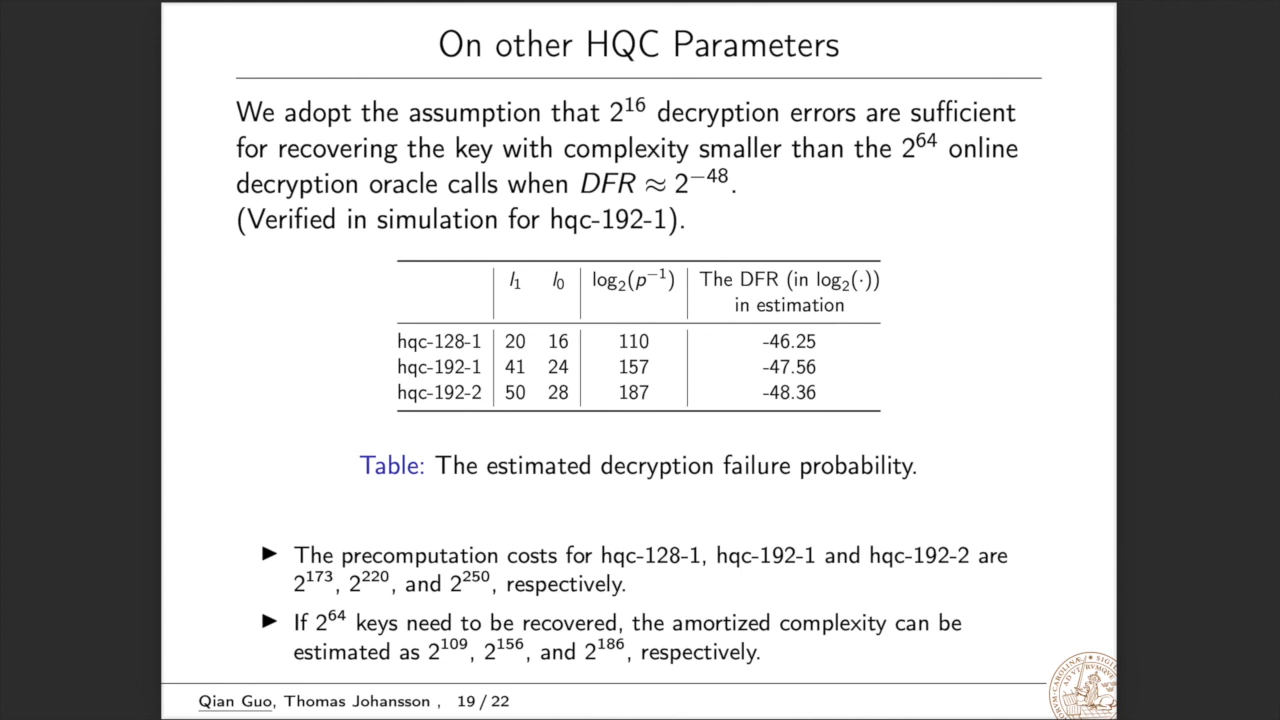 On other HQC Parameters
We adopt the assumption that 2^16 decryption errors are sufficient
for recovering the key with complexity smaller than the 2^64 online
decryption oracle calls when DFR ≈ 2^−48.
(Verified in simulation for hqc-192-1).
l1 l0 log2(p^−1) The DFR (in log2(·))
in estimation
hqc-128-1 20 16 110 -46.25
hqc-192-1 41 24 157 -47.56
hqc-192-2 50 28 187 -48.36
Table: The estimated decryption failure probability.
▶ The precomputation costs for hqc-128-1, hqc-192-1 and hqc-192-2 are
2^173, 2^220, and 2^250, respectively.
▶ If 2^64 keys need to be recovered, the amortized complexity can be
estimated as 2^109, 2^156, and 2^186, respectively.
Qian Guo, Thomas Johansson , 19 / 22